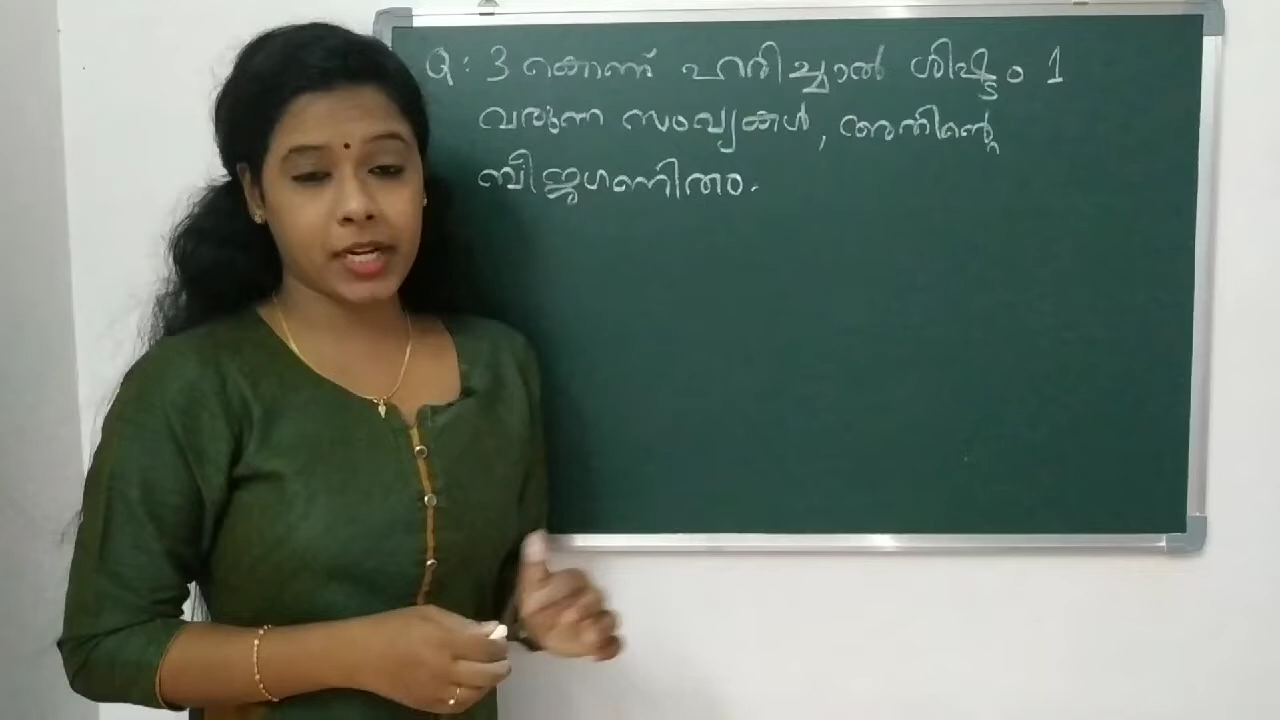 Q: 3 കൊണ്ട് ഹരിച്ചാൽ ശിഷ്ടം 1
വരുന്ന സംഖ്യകൾ, അതിന്റെ
ബീജഗണിതം.